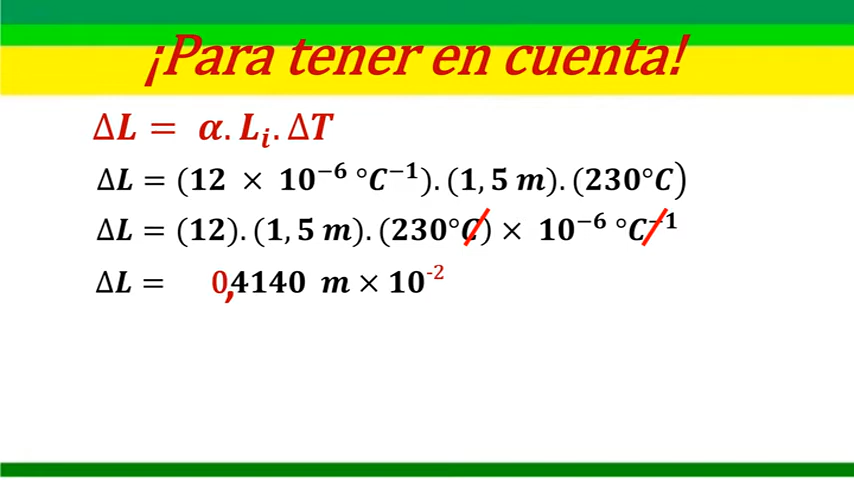 ¡Para tener en cuenta!
ΔL = α. Lᵢ. ΔT
ΔL = (12 × 10⁻⁶ °C⁻¹). (1, 5 m). (230°C)
ΔL = (12). (1, 5 m). (230°C) × 10⁻⁶ °C⁻¹
ΔL = 0,4140 m × 10⁻²